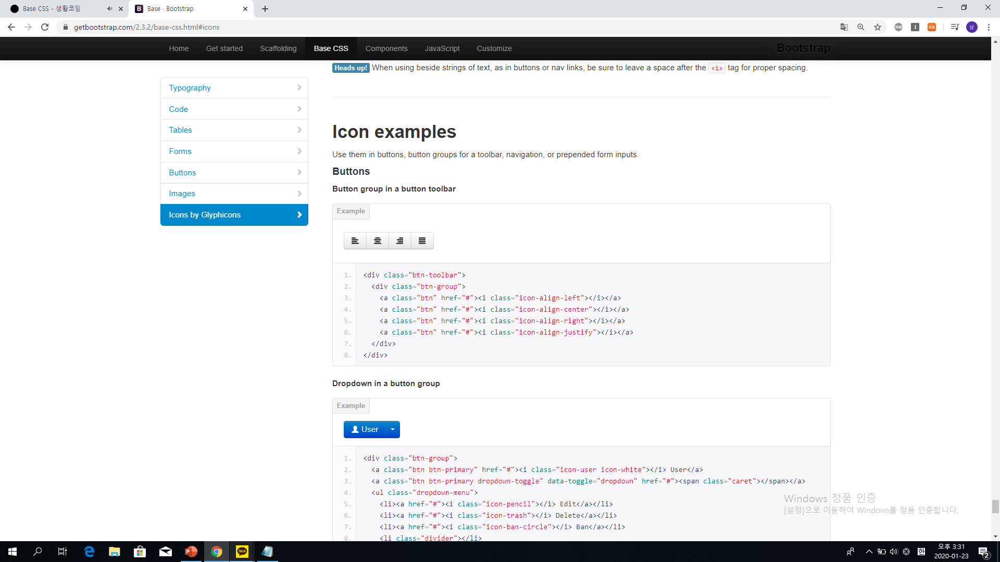 Base CSS - 생활코딩
Base · Bootstrap
getbootstrap.com/2.3.2/base-css.html#icons
ONE
I
남
Home Get started Scaffolding Base CSS Components JavaScript Customize Bootstrap
Heads up! When using beside strings of text, as in buttons or nav links, be sure to leave a space after the <i> tag for proper spacing.
Typography
Code
Tables
Forms
Buttons
Images
Icons by Glyphicons
Icon examples
Use them in buttons, button groups for a toolbar, navigation, or prepended form inputs.
Buttons
Button group in a button toolbar
Example
1. <div class="btn-toolbar">
2. <div class="btn-group">
3. <a class="btn" href="#"><i class="icon-align-left"></i></a>
4. <a class="btn" href="#"><i class="icon-align-center"></i></a>
5. <a class="btn" href="#"><i class="icon-align-right"></i></a>
6. <a class="btn" href="#"><i class="icon-align-justify"></i></a>
7. </div>
8. </div>
Dropdown in a button group
Example
User
1. <div class="btn-group">
2. <a class="btn btn-primary" href="#"><i class="icon-user icon-white"></i> User</a>
3. <a class="btn btn-primary dropdown-toggle" data-toggle="dropdown" href="#"><span class="caret"></span></a>
4. <ul class="dropdown-menu">
5. <li><a href="#"><i class="icon-pencil"></i> Edit</a></li>
6. <li><a href="#"><i class="icon-trash"></i> Delete</a></li>
7. <li><a href="#"><i class="icon-ban-circle"></i> Ban</a></li>
8. <li class="divider"></li>
Windows 정품 인증
[설정]으로 이동하여 Windows를 정품 인증합니다.
TALK
한
오후 3:31
2020-01-23
2